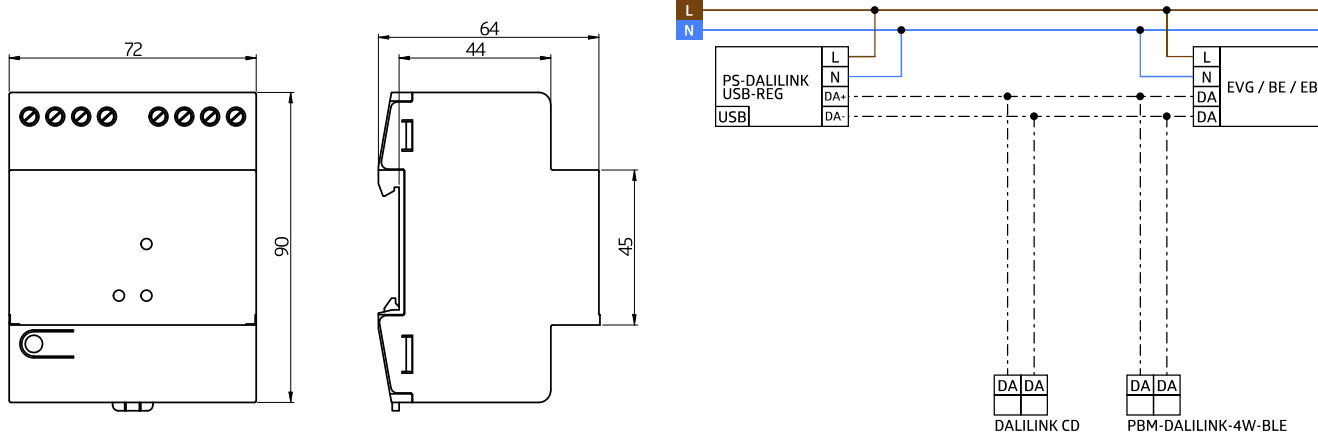 72
90
64
44
45
L
N
PS-DALILINK
USB-REG
USB
L
N
DA+
DA-
L
N
DA
DA
EVG / BE / EB
DA DA
DALILINK CD
DA DA
PBM-DALILINK-4W-BLE